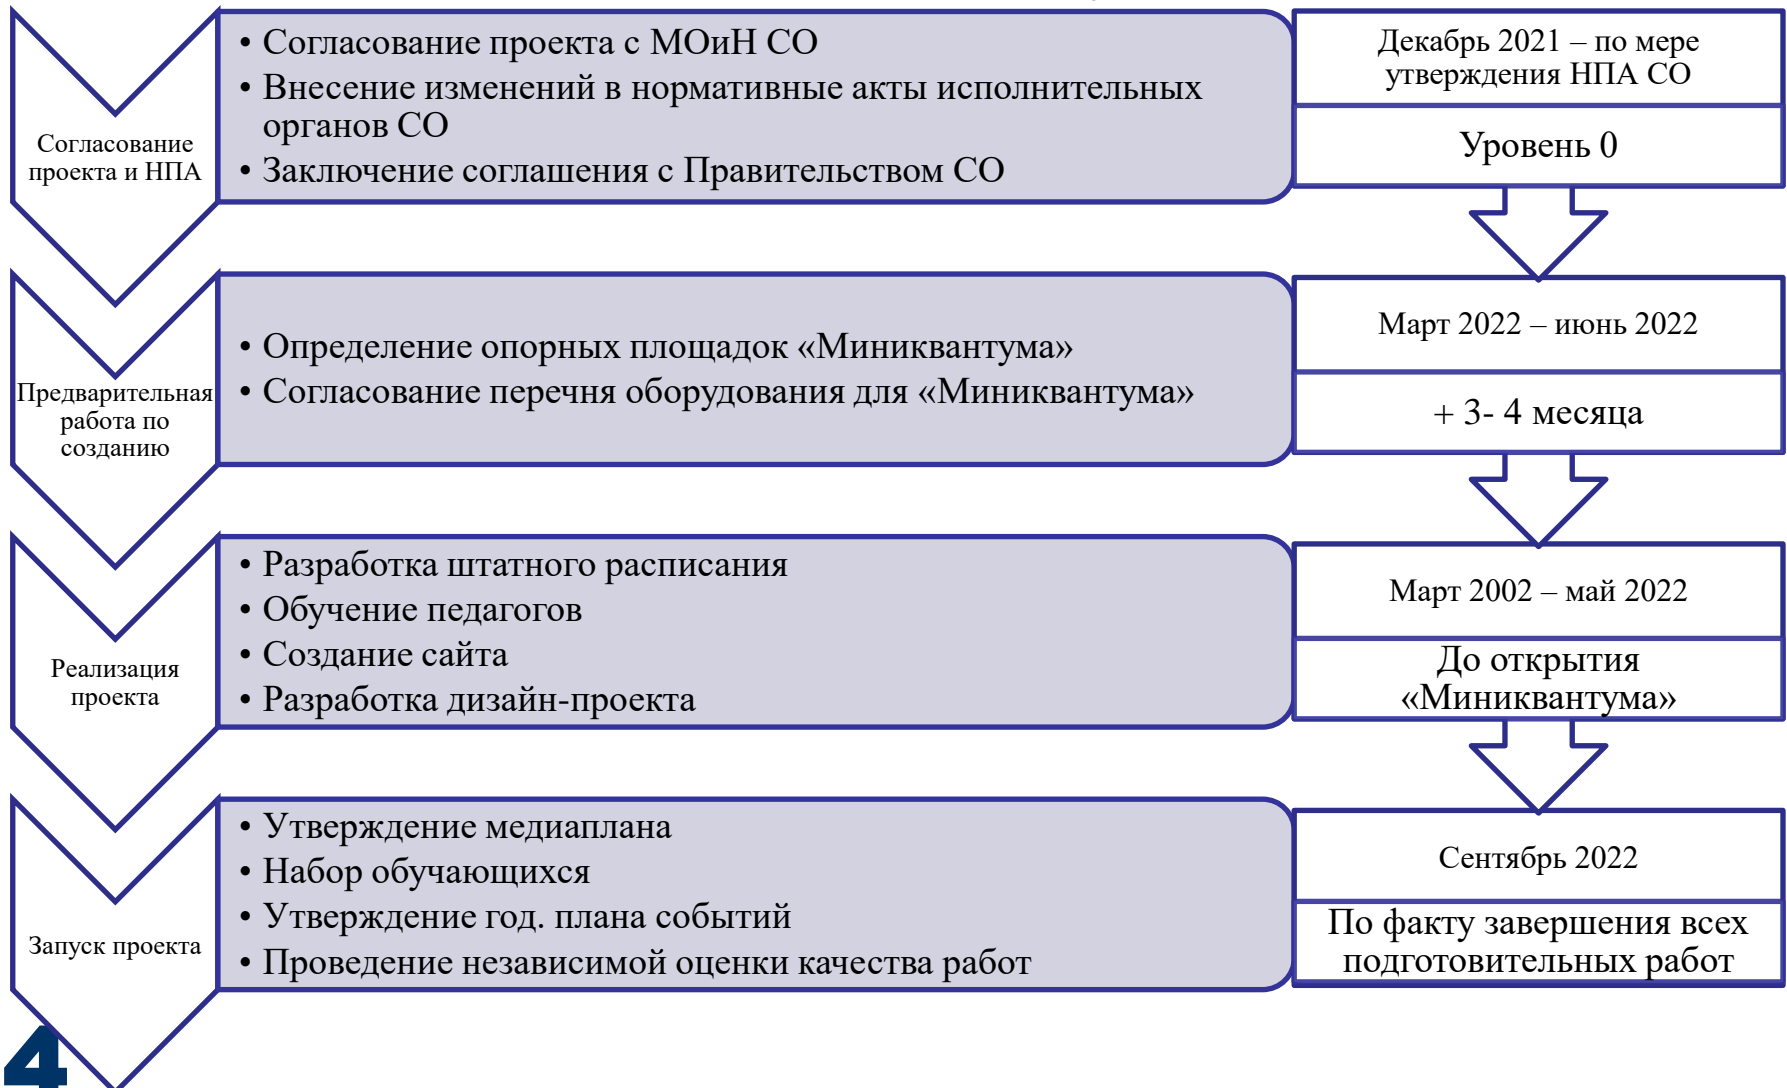 Согласование
проекта и НПА
• Согласование проекта с МОиН СО
• Внесение изменений в нормативные акты исполнительных
органов СО
• Заключение соглашения с Правительством СО
Декабрь 2021 – по мере
утверждения НПА СО
Уровень 0
Предварительная
работа по
созданию
• Определение опорных площадок «Миниквантума»
• Согласование перечня оборудования для «Миниквантума»
Март 2022 – июнь 2022
+ 3- 4 месяца
Реализация
проекта
• Разработка штатного расписания
• Обучение педагогов
• Создание сайта
• Разработка дизайн-проекта
Март 2002 – май 2022
До открытия
«Миниквантума»
Запуск проекта
• Утверждение медиаплана
• Набор обучающихся
• Утверждение год. плана событий
• Проведение независимой оценки качества работ
Сентябрь 2022
По факту завершения всех
подготовительных работ
4